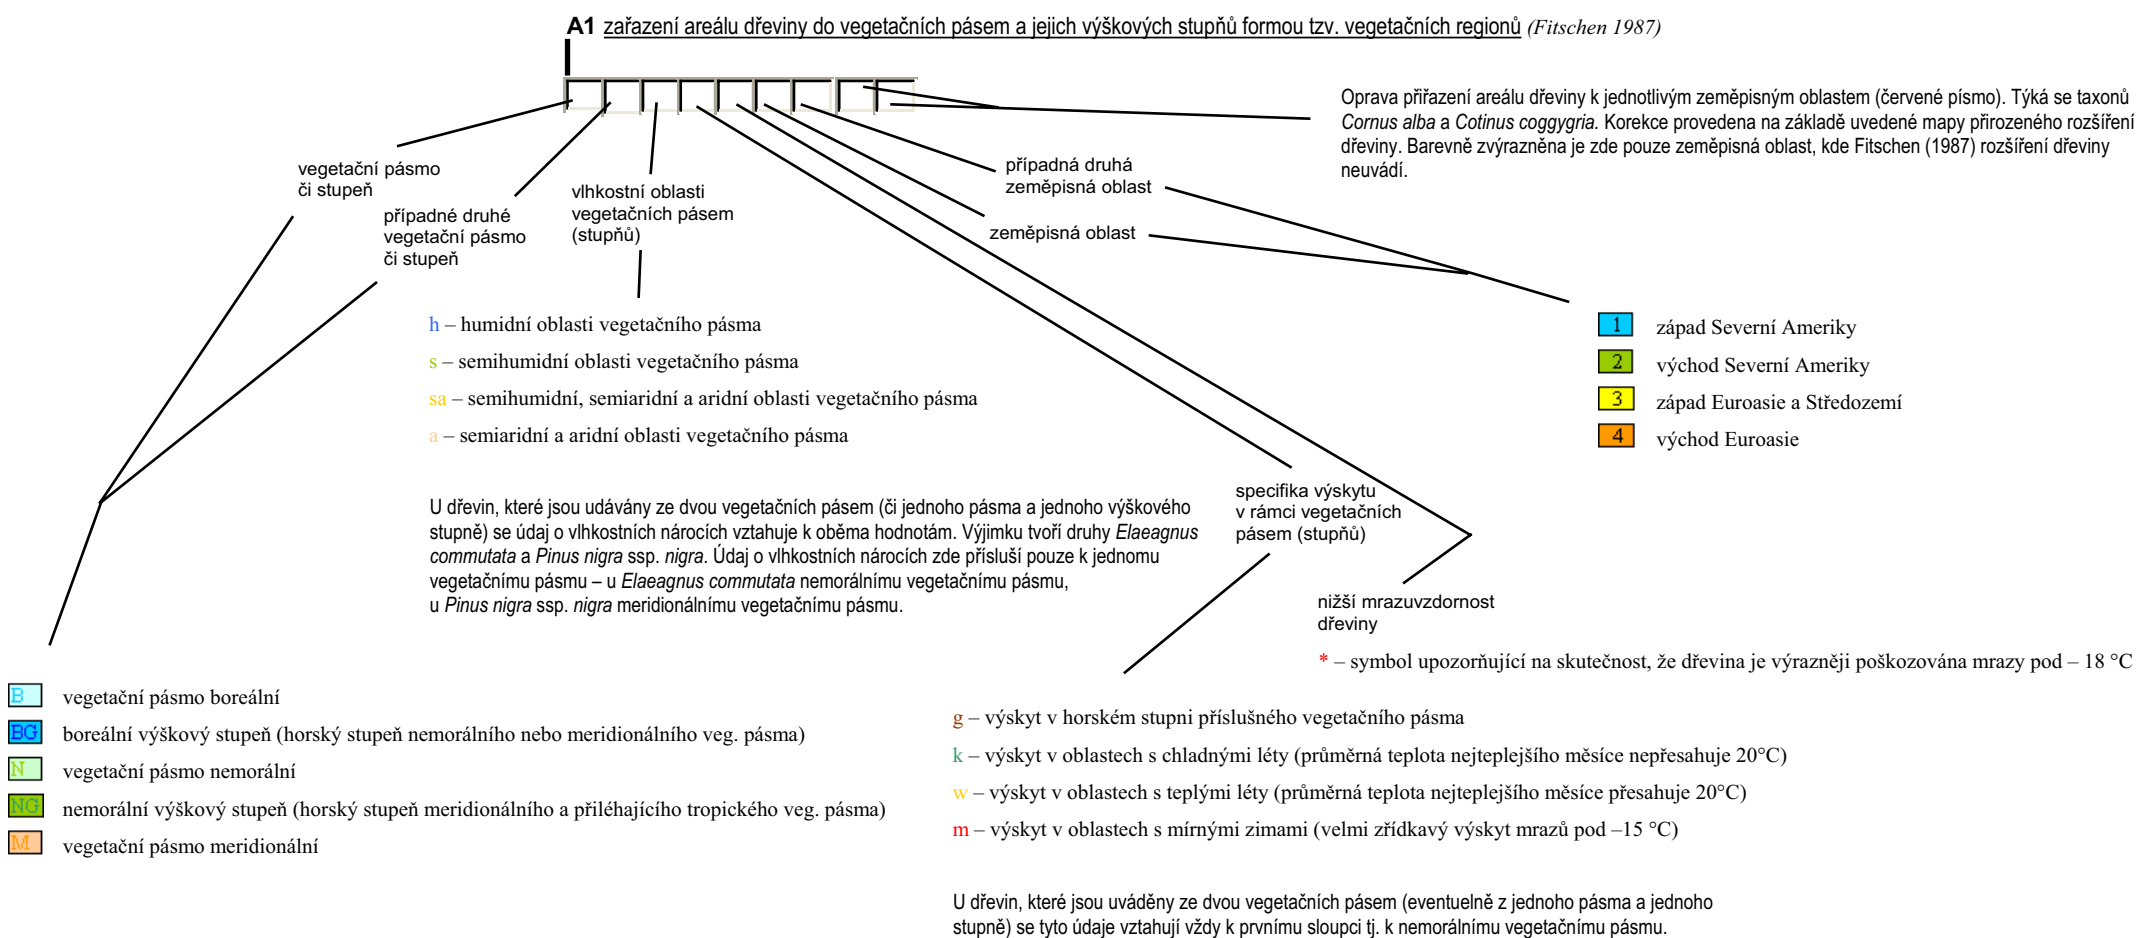 A1 zařazení areálu dřeviny do vegetačních pásem a jejich výškových stupňů formou tzv. vegetačních regionů (Fitschen 1987)
Oprava přiřazení areálu dřeviny k jednotlivým zeměpisným oblastem (červené písmo). Týká se taxonů
Cornus alba a Cotinus coggygria. Korekce provedena na základě uvedené mapy přirozeného rozšíření
dřeviny. Barevně zvýrazněna je zde pouze zeměpisná oblast, kde Fitschen (1987) rozšíření dřeviny
neuvádí.
vegetační pásmo
či stupeň
případné druhé
vegetační pásmo
či stupeň
vlhkostní oblasti
vegetačních pásem
(stupňů)
případná druhá
zeměpisná oblast
zeměpisná oblast
h – humidní oblasti vegetačního pásma
s – semihumidní oblasti vegetačního pásma
sa – semihumidní, semiaridní a aridní oblasti vegetačního pásma
a – semiaridní a aridní oblasti vegetačního pásma
1 západ Severní Ameriky
2 východ Severní Ameriky
3 západ Euroasie a Středozemí
4 východ Euroasie
U dřevin, které jsou udávány ze dvou vegetačních pásem (či jednoho pásma a jednoho výškového
stupně) se údaj o vlhkostních nárocích vztahuje k oběma hodnotám. Výjimku tvoří druhy Elaeagnus
commutata a Pinus nigra ssp. nigra. Údaj o vlhkostních nárocích zde přísluší pouze k jednomu
vegetačnímu pásmu – u Elaeagnus commutata nemorálnímu vegetačnímu pásmu,
u Pinus nigra ssp. nigra meridionálnímu vegetačnímu pásmu.
specifika výskytu
v rámci vegetačních
pásem (stupňů)
nižší mrazuvzdornost
dřeviny
* – symbol upozorňující na skutečnost, že dřevina je výrazněji poškozována mrazy pod – 18 °C
B vegetační pásmo boreální
BG boreální výškový stupeň (horský stupeň nemorálního nebo meridionálního veg. pásma)
N vegetační pásmo nemorální
NG nemorální výškový stupeň (horský stupeň meridionálního a přiléhajícího tropického veg. pásma)
M vegetační pásmo meridionální
g – výskyt v horském stupni příslušného vegetačního pásma
k – výskyt v oblastech s chladnými léty (průměrná teplota nejteplejšího měsíce nepřesahuje 20°C)
w – výskyt v oblastech s teplými léty (průměrná teplota nejteplejšího měsíce přesahuje 20°C)
m – výskyt v oblastech s mírnými zimami (velmi zřídkavý výskyt mrazů pod –15 °C)
U dřevin, které jsou uváděny ze dvou vegetačních pásem (eventuelně z jednoho pásma a jednoho
stupně) se tyto údaje vztahují vždy k prvnímu sloupci tj. k nemorálnímu vegetačnímu pásmu.